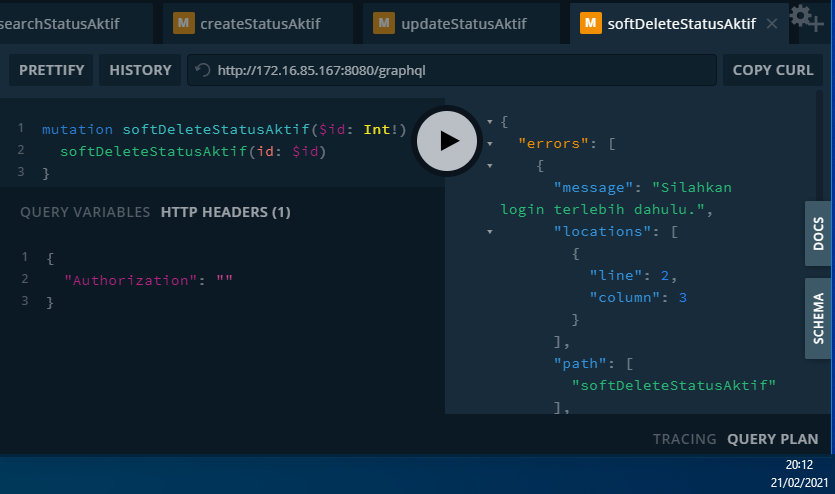 searchStatusAktif
M createStatusAktif
M updateStatusAktif
M softDeleteStatusAktif
PRETTIFY
HISTORY
http://172.16.85.167:8080/graphql
COPY CURL
1 mutation softDeleteStatusAktif($id: Int!)
2 softDeleteStatusAktif(id: $id)
3 }
QUERY VARIABLES HTTP HEADERS (1)
1 {
2 "Authorization": ""
3 }
{
"errors": [
{
"message": "Silahkan
login terlebih dahulu.",
"locations": [
{
"line": 2,
"column": 3
}
],
"path": [
"softDeleteStatusAktif"
],
DOCS
SCHEMA
TRACING QUERY PLAN
20:12
21/02/2021